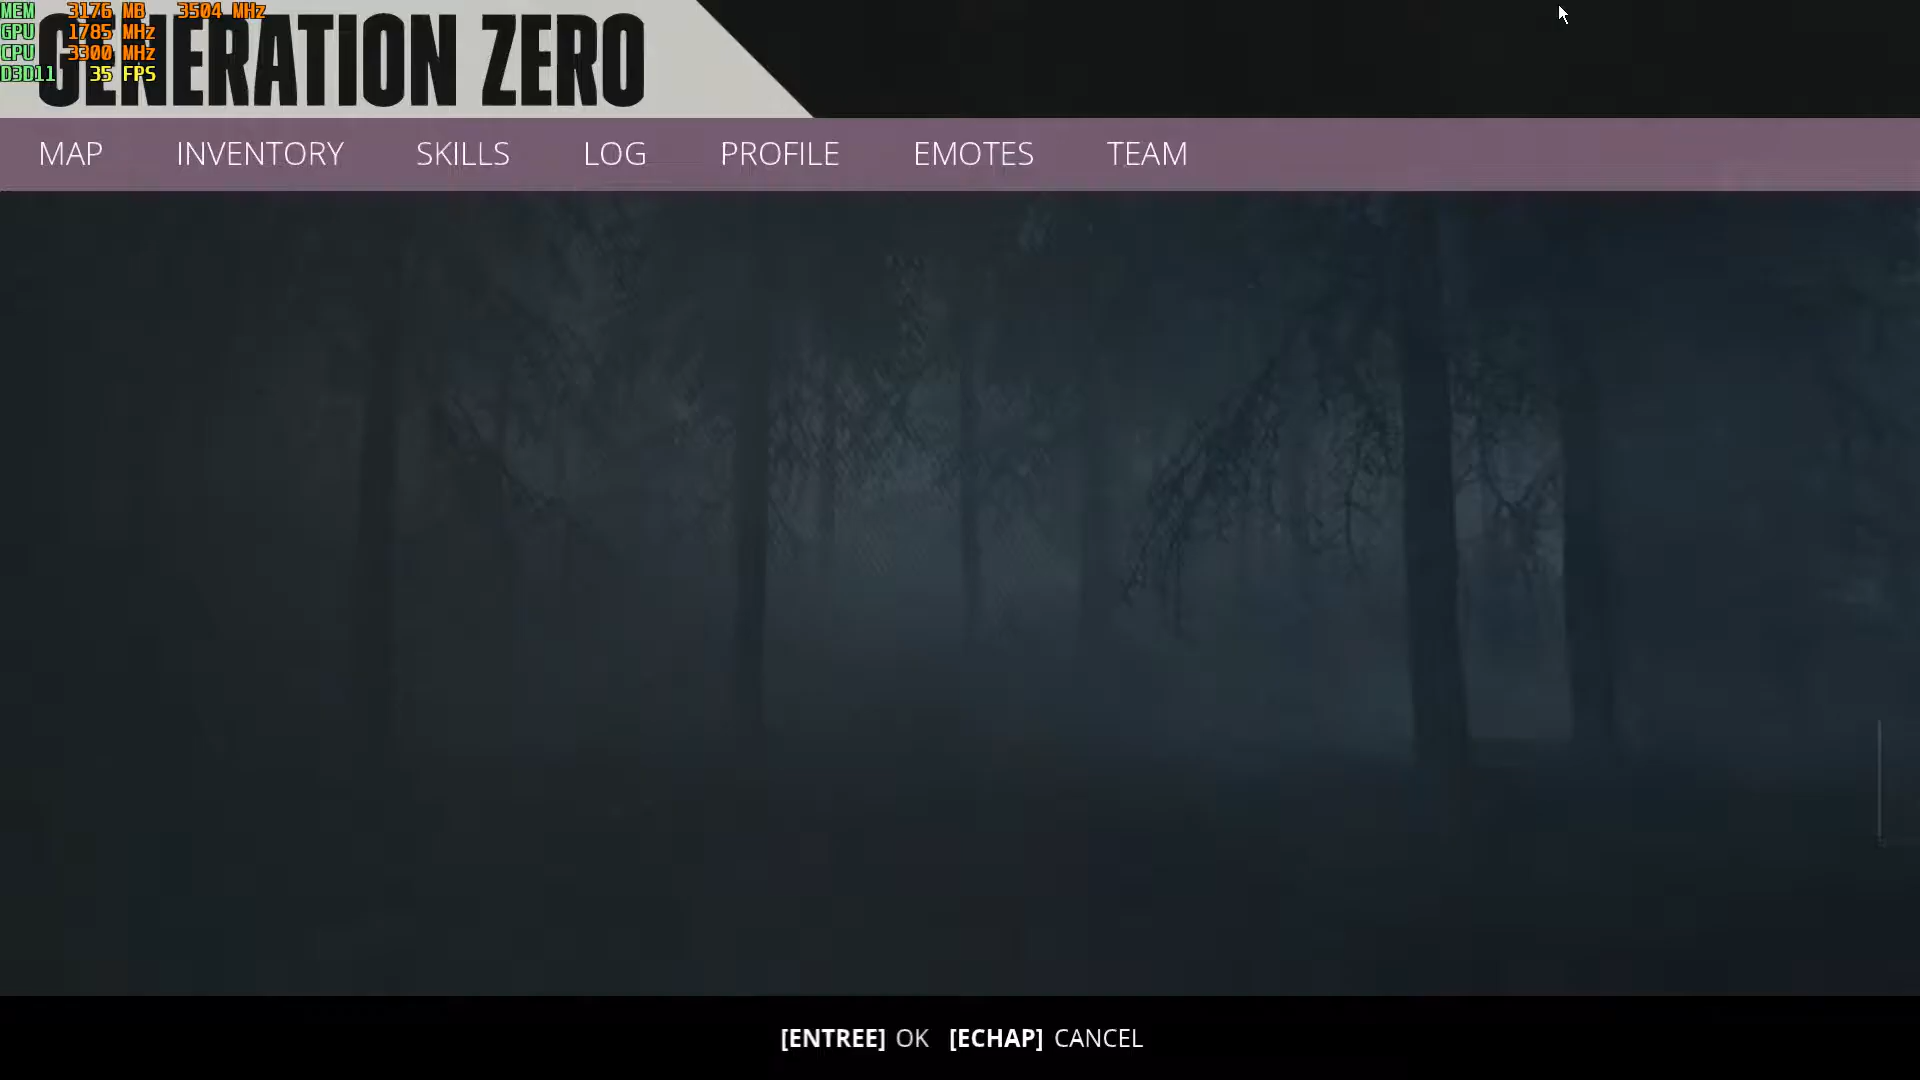 MEM 3176 MB 3504 MHz
GPU 1785 MHz
CPU 3300 MHz
D3D11 35 FPS
GENERATION ZERO
MAP INVENTORY SKILLS LOG PROFILE EMOTES TEAM
[ENTREE] OK [ECHAP] CANCEL